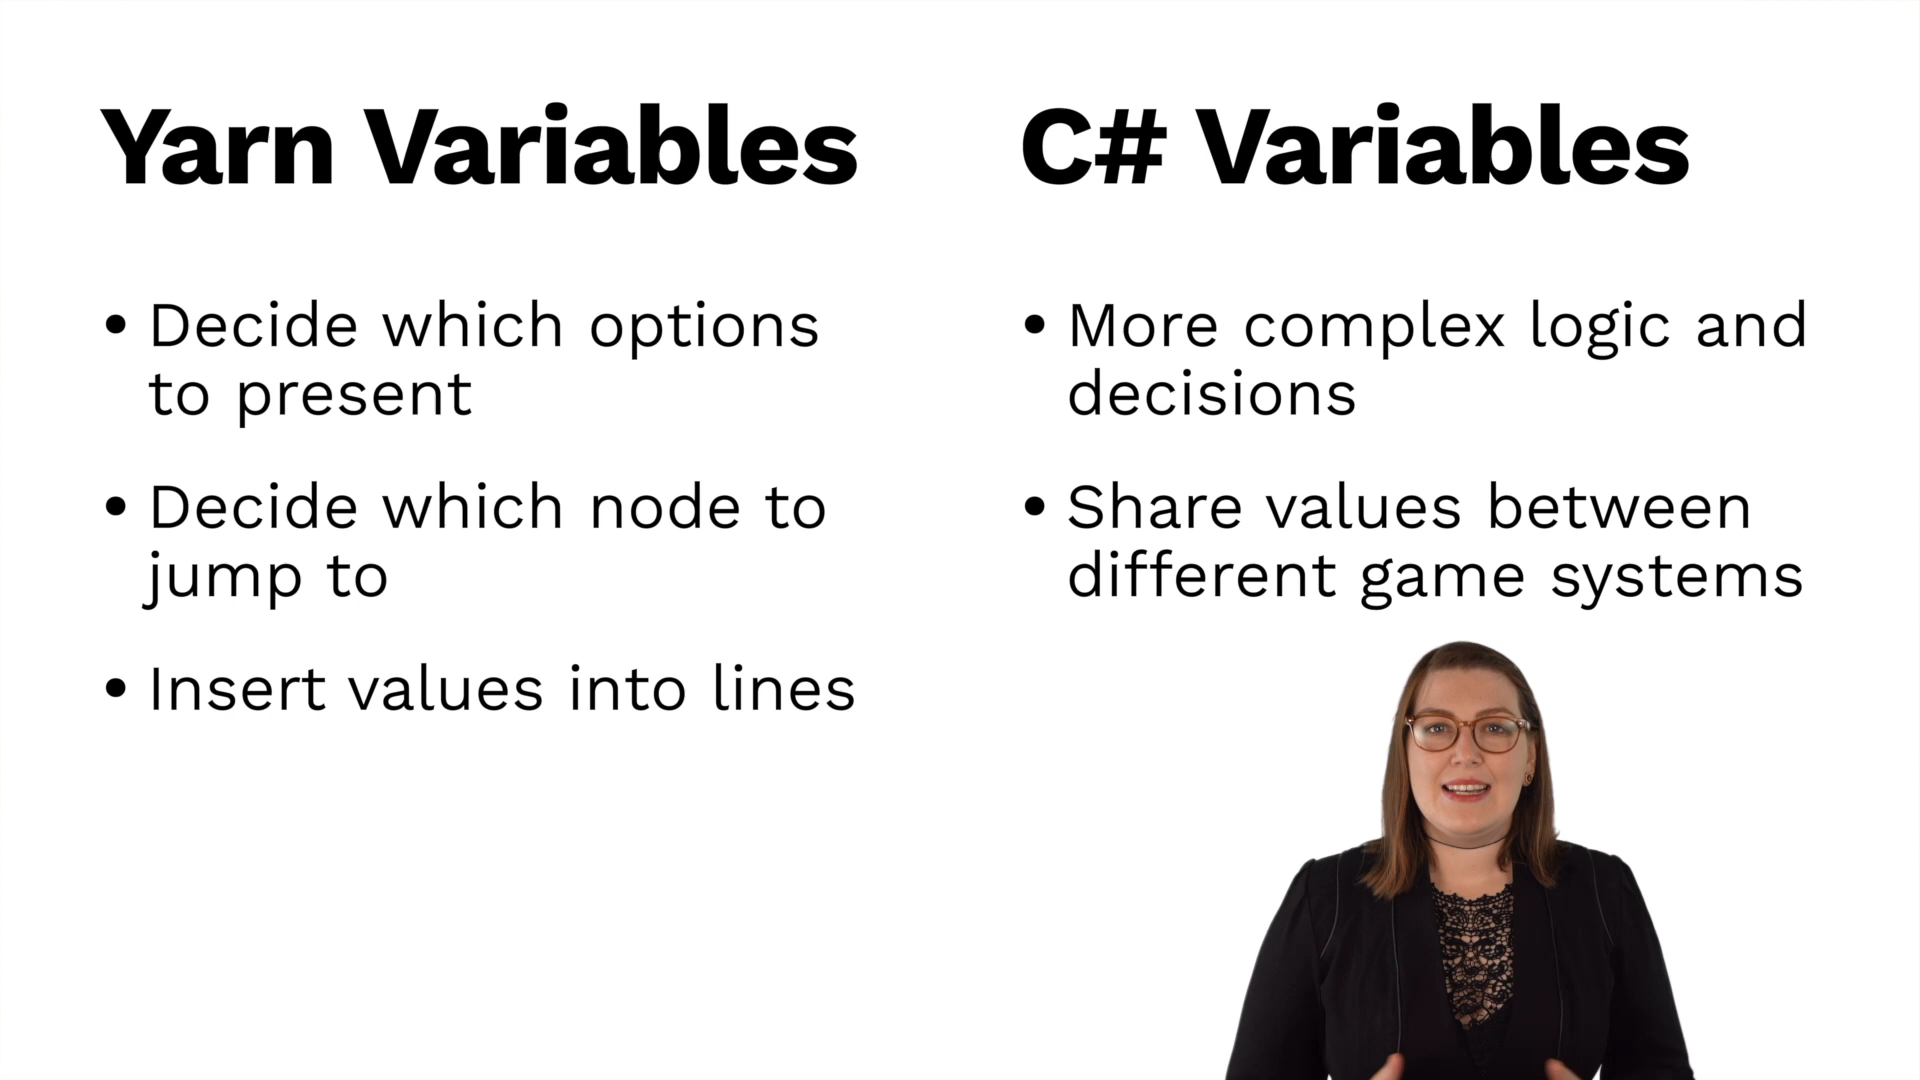 Yarn Variables
• Decide which options
to present
• Decide which node to
jump to
• Insert values into lines
C# Variables
• More complex logic and
decisions
• Share values between
different game systems